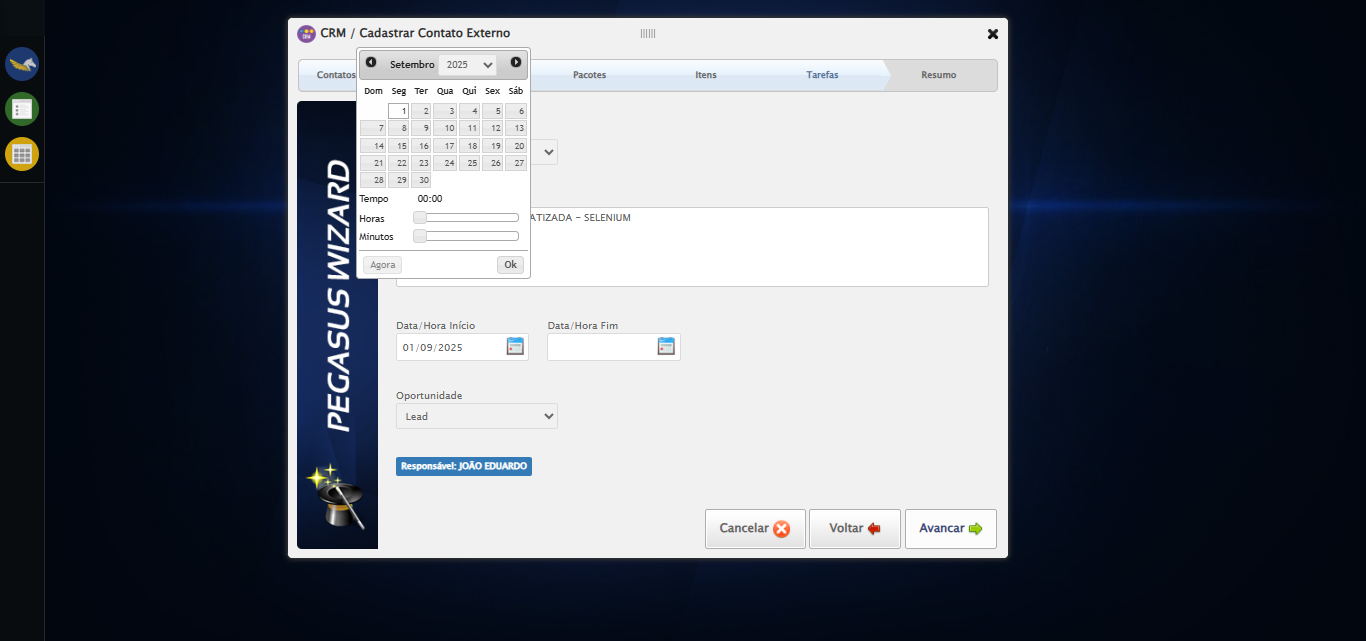 CRM / Cadastrar Contato Externo
Contatos Pacotes Itens Tarefas Resumo
Setembro 2025
Dom Seg Ter Qua Qui Sex Sáb
1 2 3 4 5 6
7 8 9 10 11 12 13
14 15 16 17 18 19 20
21 22 23 24 25 26 27
28 29 30
Tempo 00:00
Horas
Minutos
Agora Ok
ATIZADA - SELENIUM
PEGASUS WIZARD
Data/Hora Início Data/Hora Fim
01/09/2025
Oportunidade
Lead
Responsável: JOÃO EDUARDO
Cancelar Voltar Avancar